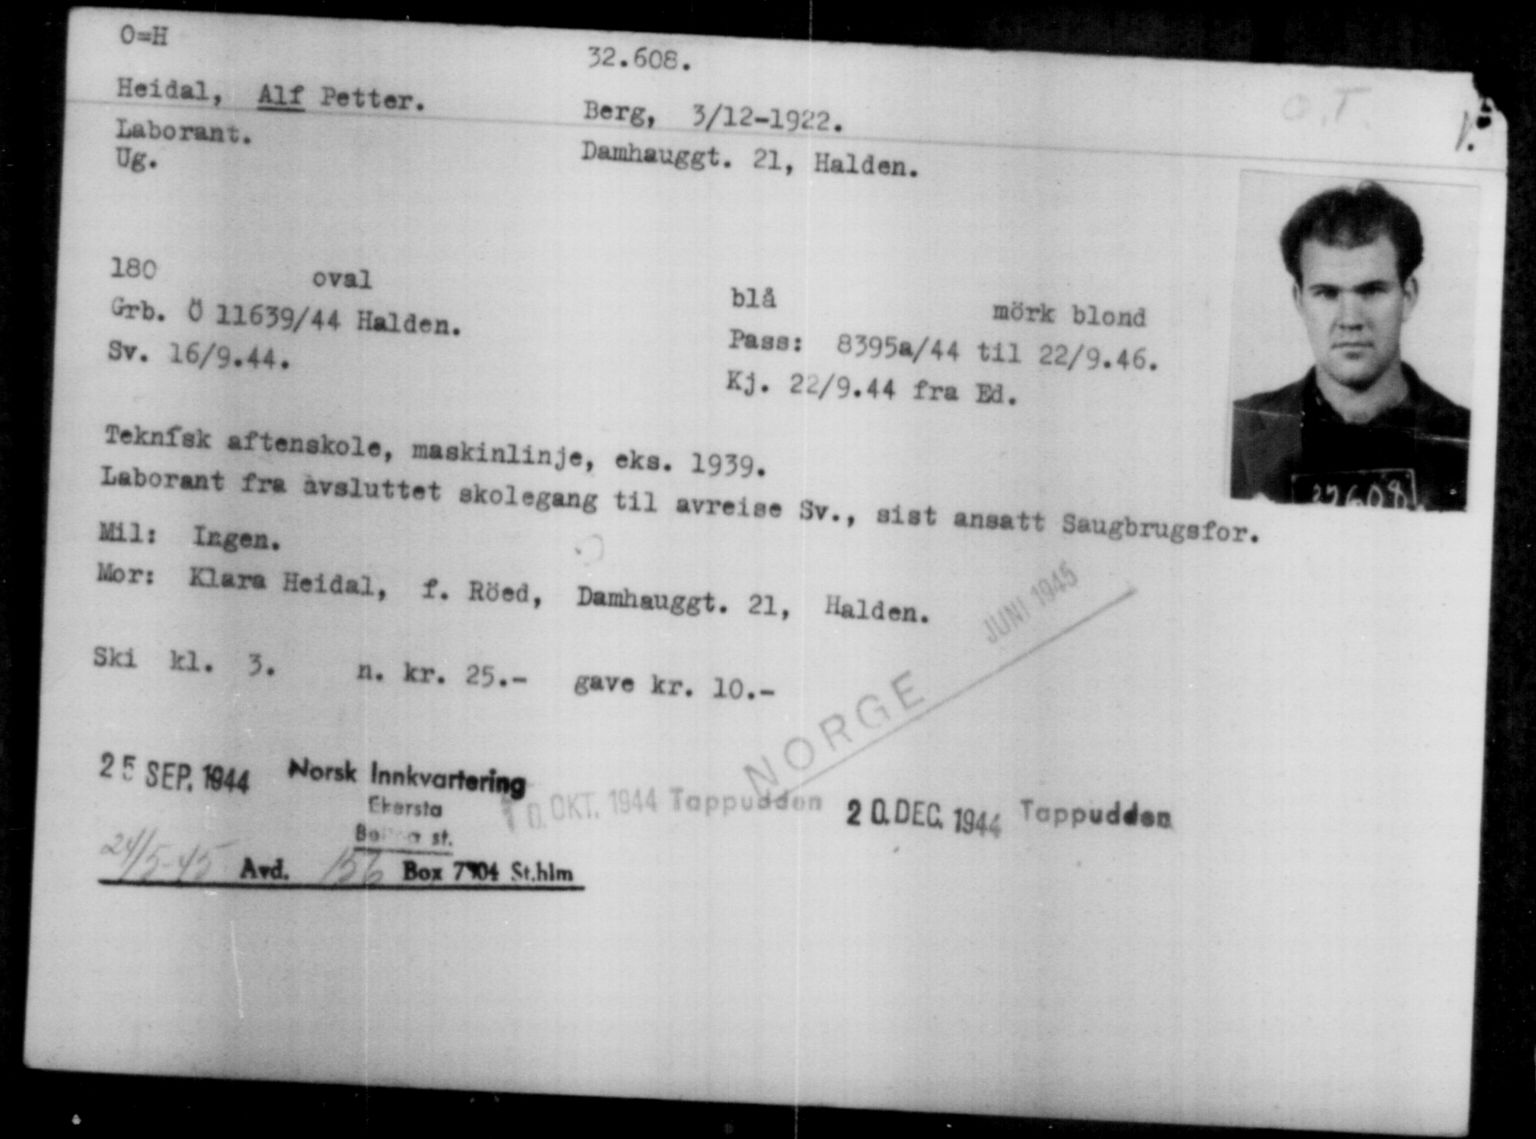 O=H
32.608.
O.T.
Heidal, Alf Petter.
Berg, 3/12-1922.
Laborant.
Damhauggt. 21, Halden.
Ug.
180 oval blå mörk blond
Grb. Ö 11639/44 Halden.
Pass: 8395a/44 til 22/9.46.
Sv. 16/9.44.
Kj. 22/9.44 fra Ed.
Teknisk aftenskole, maskinlinje, eks. 1939.
Laborant fra avsluttet skolegang til avreise Sv., sist ansatt Saugbrugsfor.
Mil: Ingen.
Mor: Klara Heidal, f. Röed, Damhauggt. 21, Halden.
JUNI 1945
NORGE
Ski kl. 3. n. kr. 25.- gave kr. 10.-
25 SEP. 1944 Norsk Innkvartering
Ekersta
st.
OKT. 1944 Tappudden 20. DEC. 1944 Tappudden
24/5-45 Avd. 156 Box 7704 St.hlm